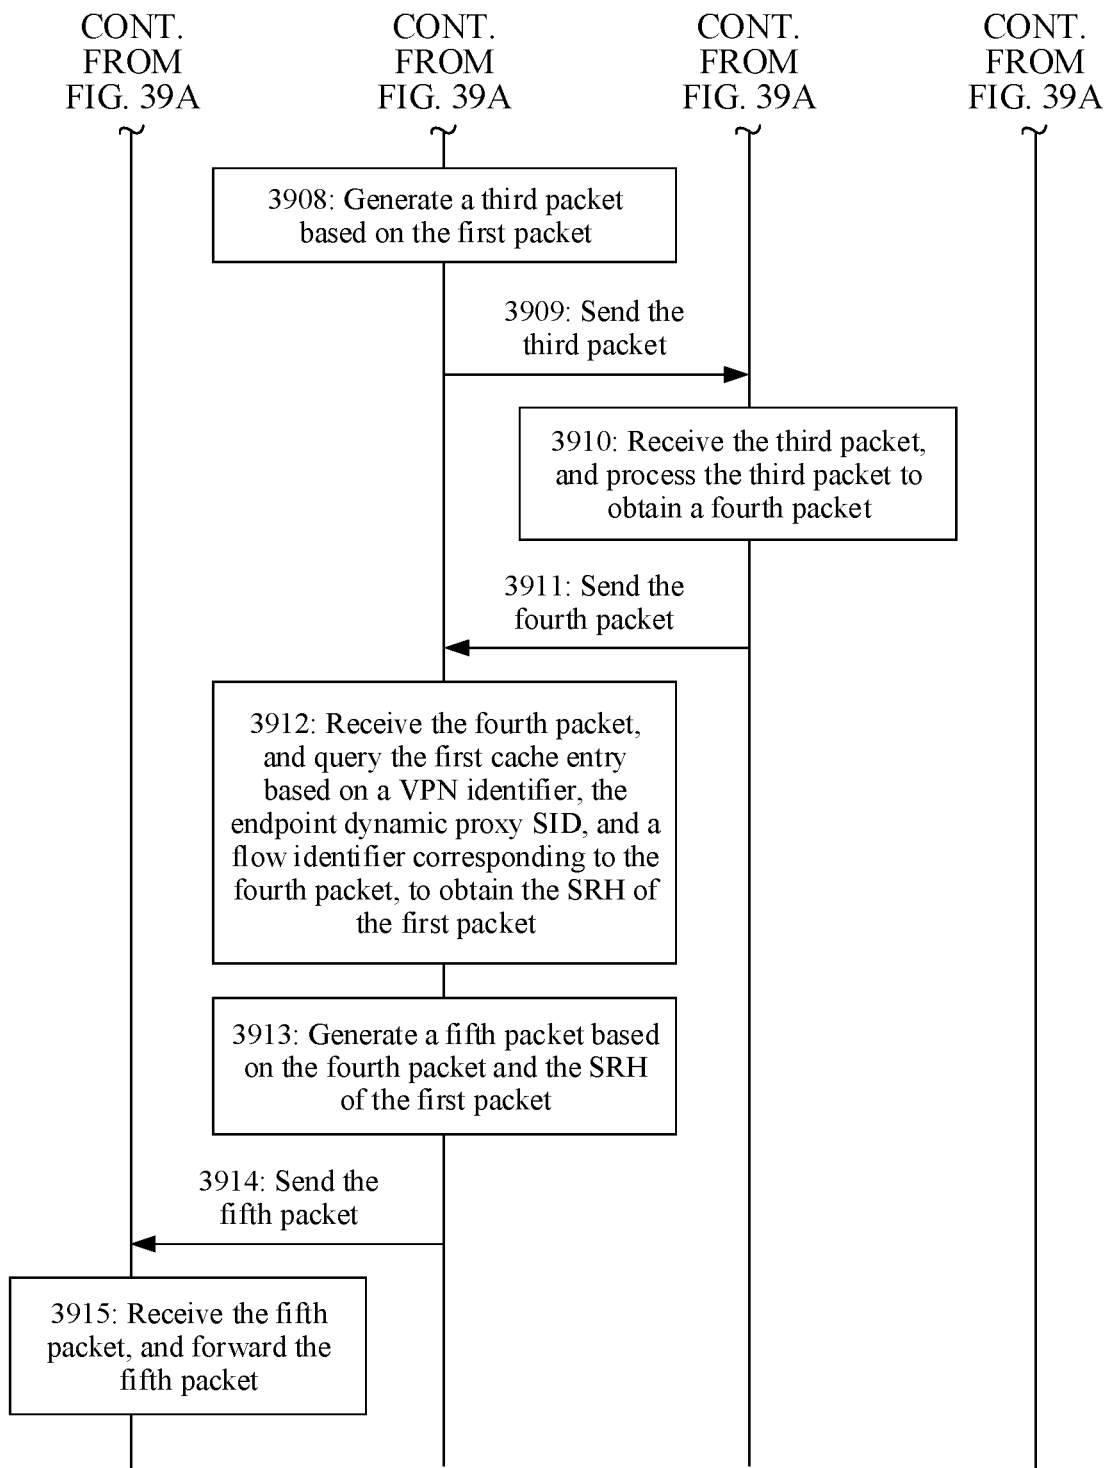 CONT.
FROM
FIG. 39A
CONT.
FROM
FIG. 39A
CONT.
FROM
FIG. 39A
CONT.
FROM
FIG. 39A
3908: Generate a third packet
based on the first packet
3909: Send the
third packet
3910: Receive the third packet,
and process the third packet to
obtain a fourth packet
3911: Send the
fourth packet
3912: Receive the fourth packet,
and query the first cache entry
based on a VPN identifier, the
endpoint dynamic proxy SID, and a
flow identifier corresponding to the
fourth packet, to obtain the SRH of
the first packet
3913: Generate a fifth packet based
on the fourth packet and the SRH
of the first packet
3914: Send the
fifth packet
3915: Receive the fifth
packet, and forward the
fifth packet